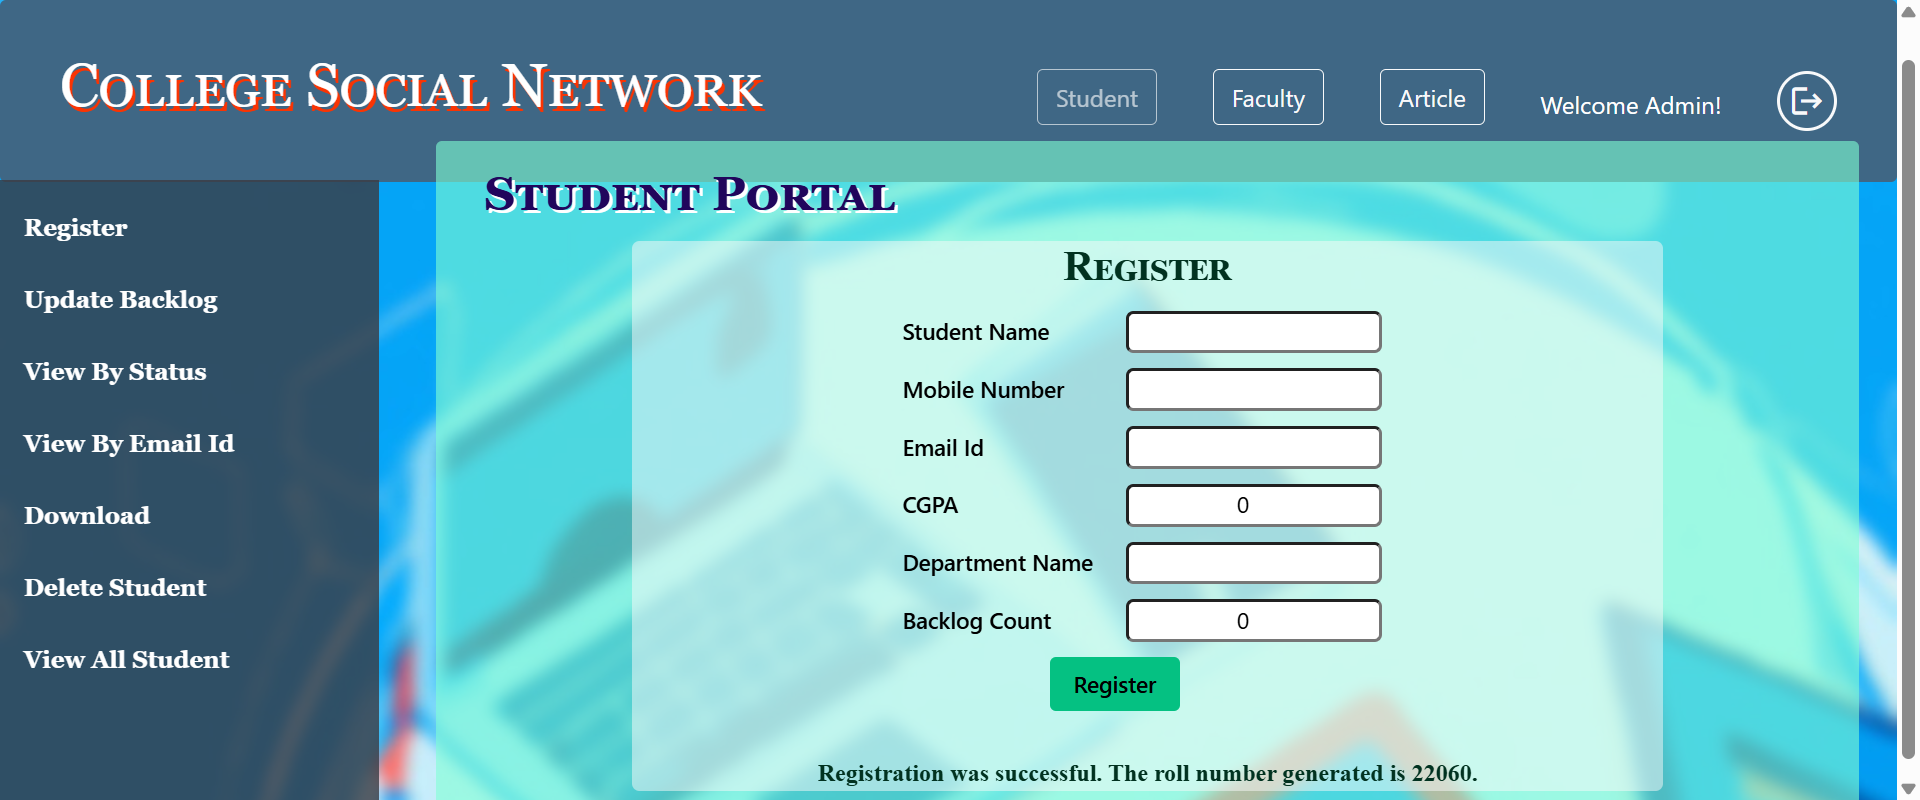 College Social Network
Student
Faculty
Article
Welcome Admin!
Student Portal
Register
Update Backlog
View By Status
View By Email Id
Download
Delete Student
View All Student
Register
Student Name
Mobile Number
Email Id
CGPA 0
Department Name
Backlog Count 0
Register
Registration was successful. The roll number generated is 22060.